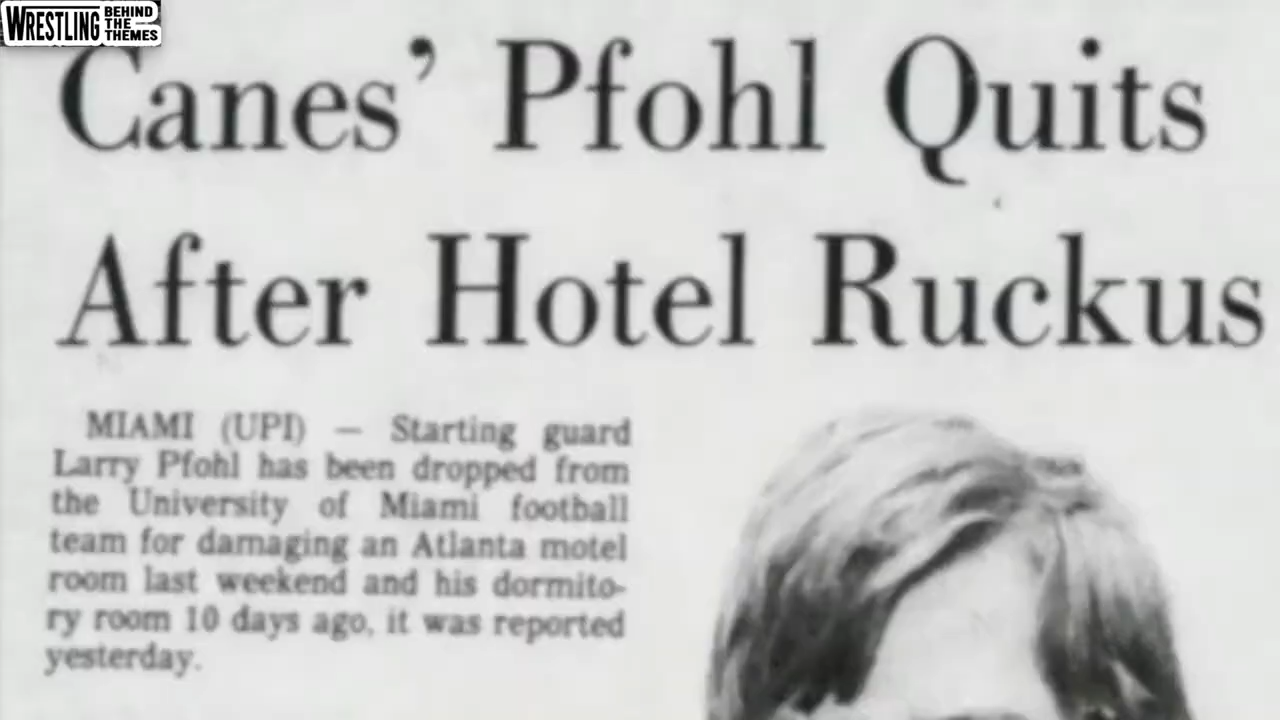 WRESTLING BEHIND THE THEMES
Canes' Pfohl Quits
After Hotel Ruckus
MIAMI (UPI) — Starting guard
Larry Pfohl has been dropped from
the University of Miami football
team for damaging an Atlanta motel
room last weekend and his dormito-
ry room 10 days ago, it was reported
yesterday.